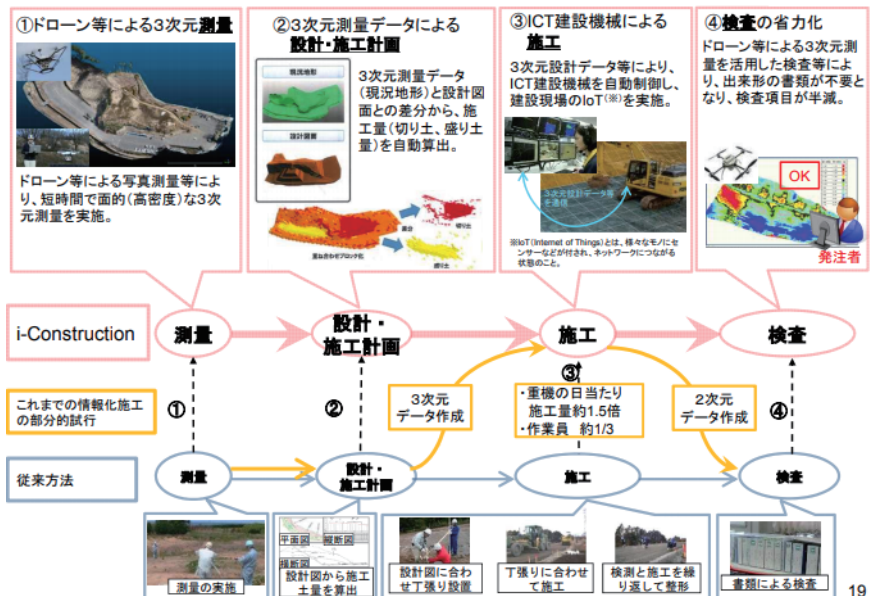 ①ドローン等による3次元測量
ドローン等による写真測量等によ
り、短時間で面的(高密度)な3次
元測量を実施。
②3次元測量データによる
設計・施工計画
現況地形
設計図面
3次元測量データ
(現況地形)と設計図
面との差分から、施
工量(切り土、盛り土
量)を自動算出。
差分
切り土
重ね合わせブロック化
盛り土
③ICT建設機械による
施工
3次元設計データ等により、
ICT建設機械を自動制御し、
建設現場のIoT(※)を実施。
3次元設計データ等
を通信
※IoT(Internet of Things)とは、様々なモノにセ
ンサーなどが付され、ネットワークにつながる
状態のこと。
④検査の省力化
ドローン等による3次元測
量を活用した検査等によ
り、出来形の書類が不要と
なり、検査項目が半減。
OK
発注者
i-Construction
測量
設計・
施工計画
施工
検査
これまでの情報化施工
の部分的試行
①
②
3次元
データ作成
③
・重機の日当たり
施工量約1.5倍
・作業員 約1/3
2次元
データ作成
④
従来方法
測量
設計・
施工計画
施工
検査
測量の実施
平面図
縦断図
横断図
設計図から施工
土量を算出
設計図に合わ
せ丁張り設置
丁張りに合わせ
て施工
検測と施工を繰
り返して整形
書類による検査
19